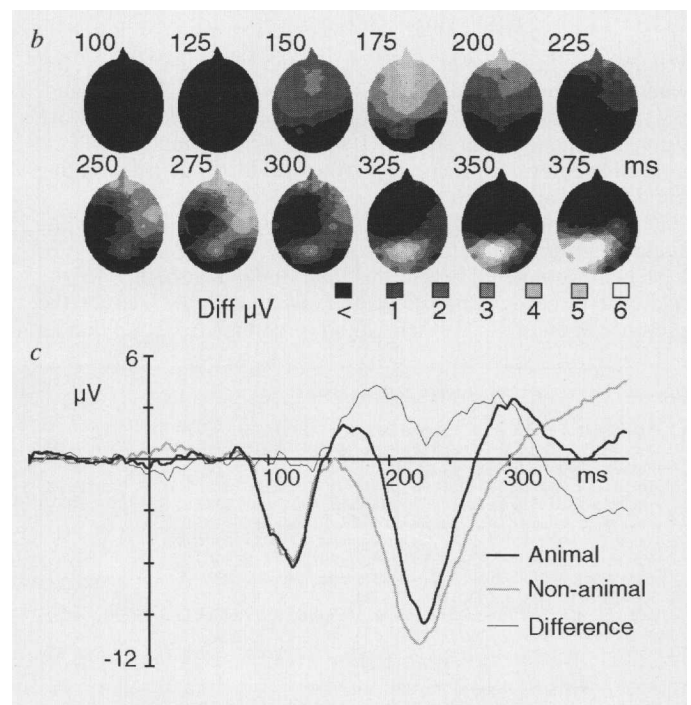 b 100 125 150 175 200 225
250 275 300 325 350 375 ms
Diff µV < 1 2 3 4 5 6
c 6
µV
100 200 300 ms
Animal
Non-animal
Difference
-12